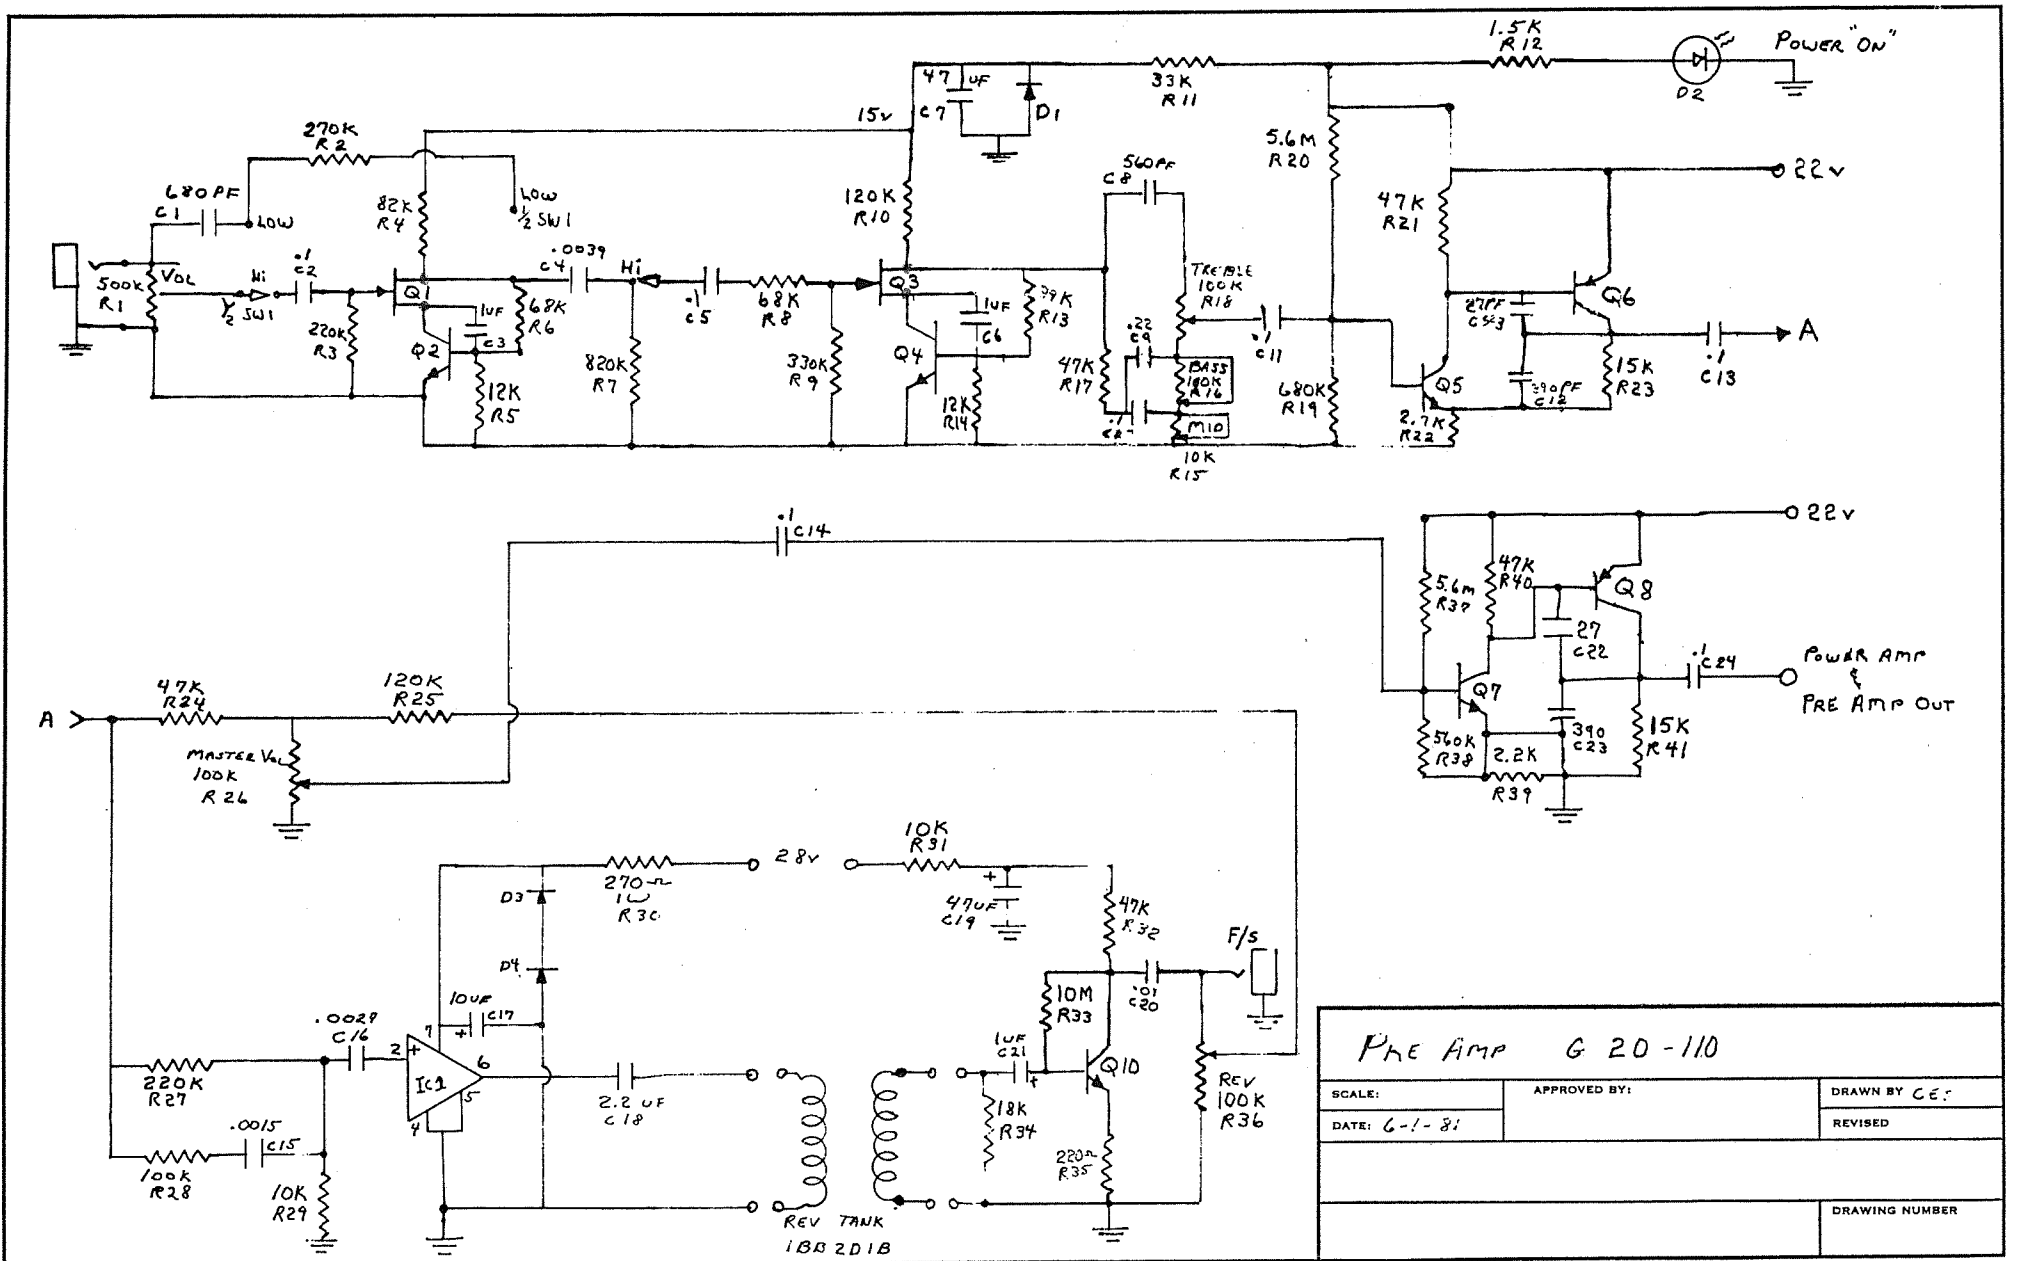 1.5K
R12
POWER "ON"
D2
47 UF
C7
D1
33K
R11
15v
270K
R2
680PF
C1
LOW
LOW
½ SW1
82K
R4
120K
R10
560PF
C8
5.6M
R20
22v
47K
R21
500K
R1
VOL
Hi
½ SW1
.1
C2
220K
R3
Q1
1UF
C3
68K
R6
Q2
12K
R5
.0039
C4
Hi
820K
R7
.1
C5
68K
R8
330K
R9
Q3
Q4
1UF
C6
39K
R13
12K
R14
47K
R17
TREBLE
100K
R18
.22
C9
BASS
100K
R16
.1
MID
10K
R15
.1
C11
680K
R19
Q5
2.7K
R22
27PF
Q6
390PF
C12
15K
R23
.1
C13
A
.1
C14
22v
5.6M
R37
47K
R40
Q8
27
C22
Q7
560K
R38
2.2K
R39
390
C23
15K
R41
.1
C24
POWER AMP
&
PRE AMP OUT
A
47K
R24
120K
R25
MASTER VOL
100K
R26
10K
R31
28v
270Ω
1W
R30
47UF
C19
+
47K
R32
D3
D4
10UF
C17
+
.0029
C16
7
2
+
IC1
6
5
4
220K
R27
.0015
C15
100K
R28
10K
R29
2.2 UF
C18
REV TANK
1BB2D1B
1UF
C21
+
18K
R34
10M
R33
Q10
220Ω
R35
.01
C20
F/S
REV
100K
R36
PRE AMP G 20-110
SCALE:
APPROVED BY:
DRAWN BY CES
DATE: 6-1-81
REVISED
DRAWING NUMBER